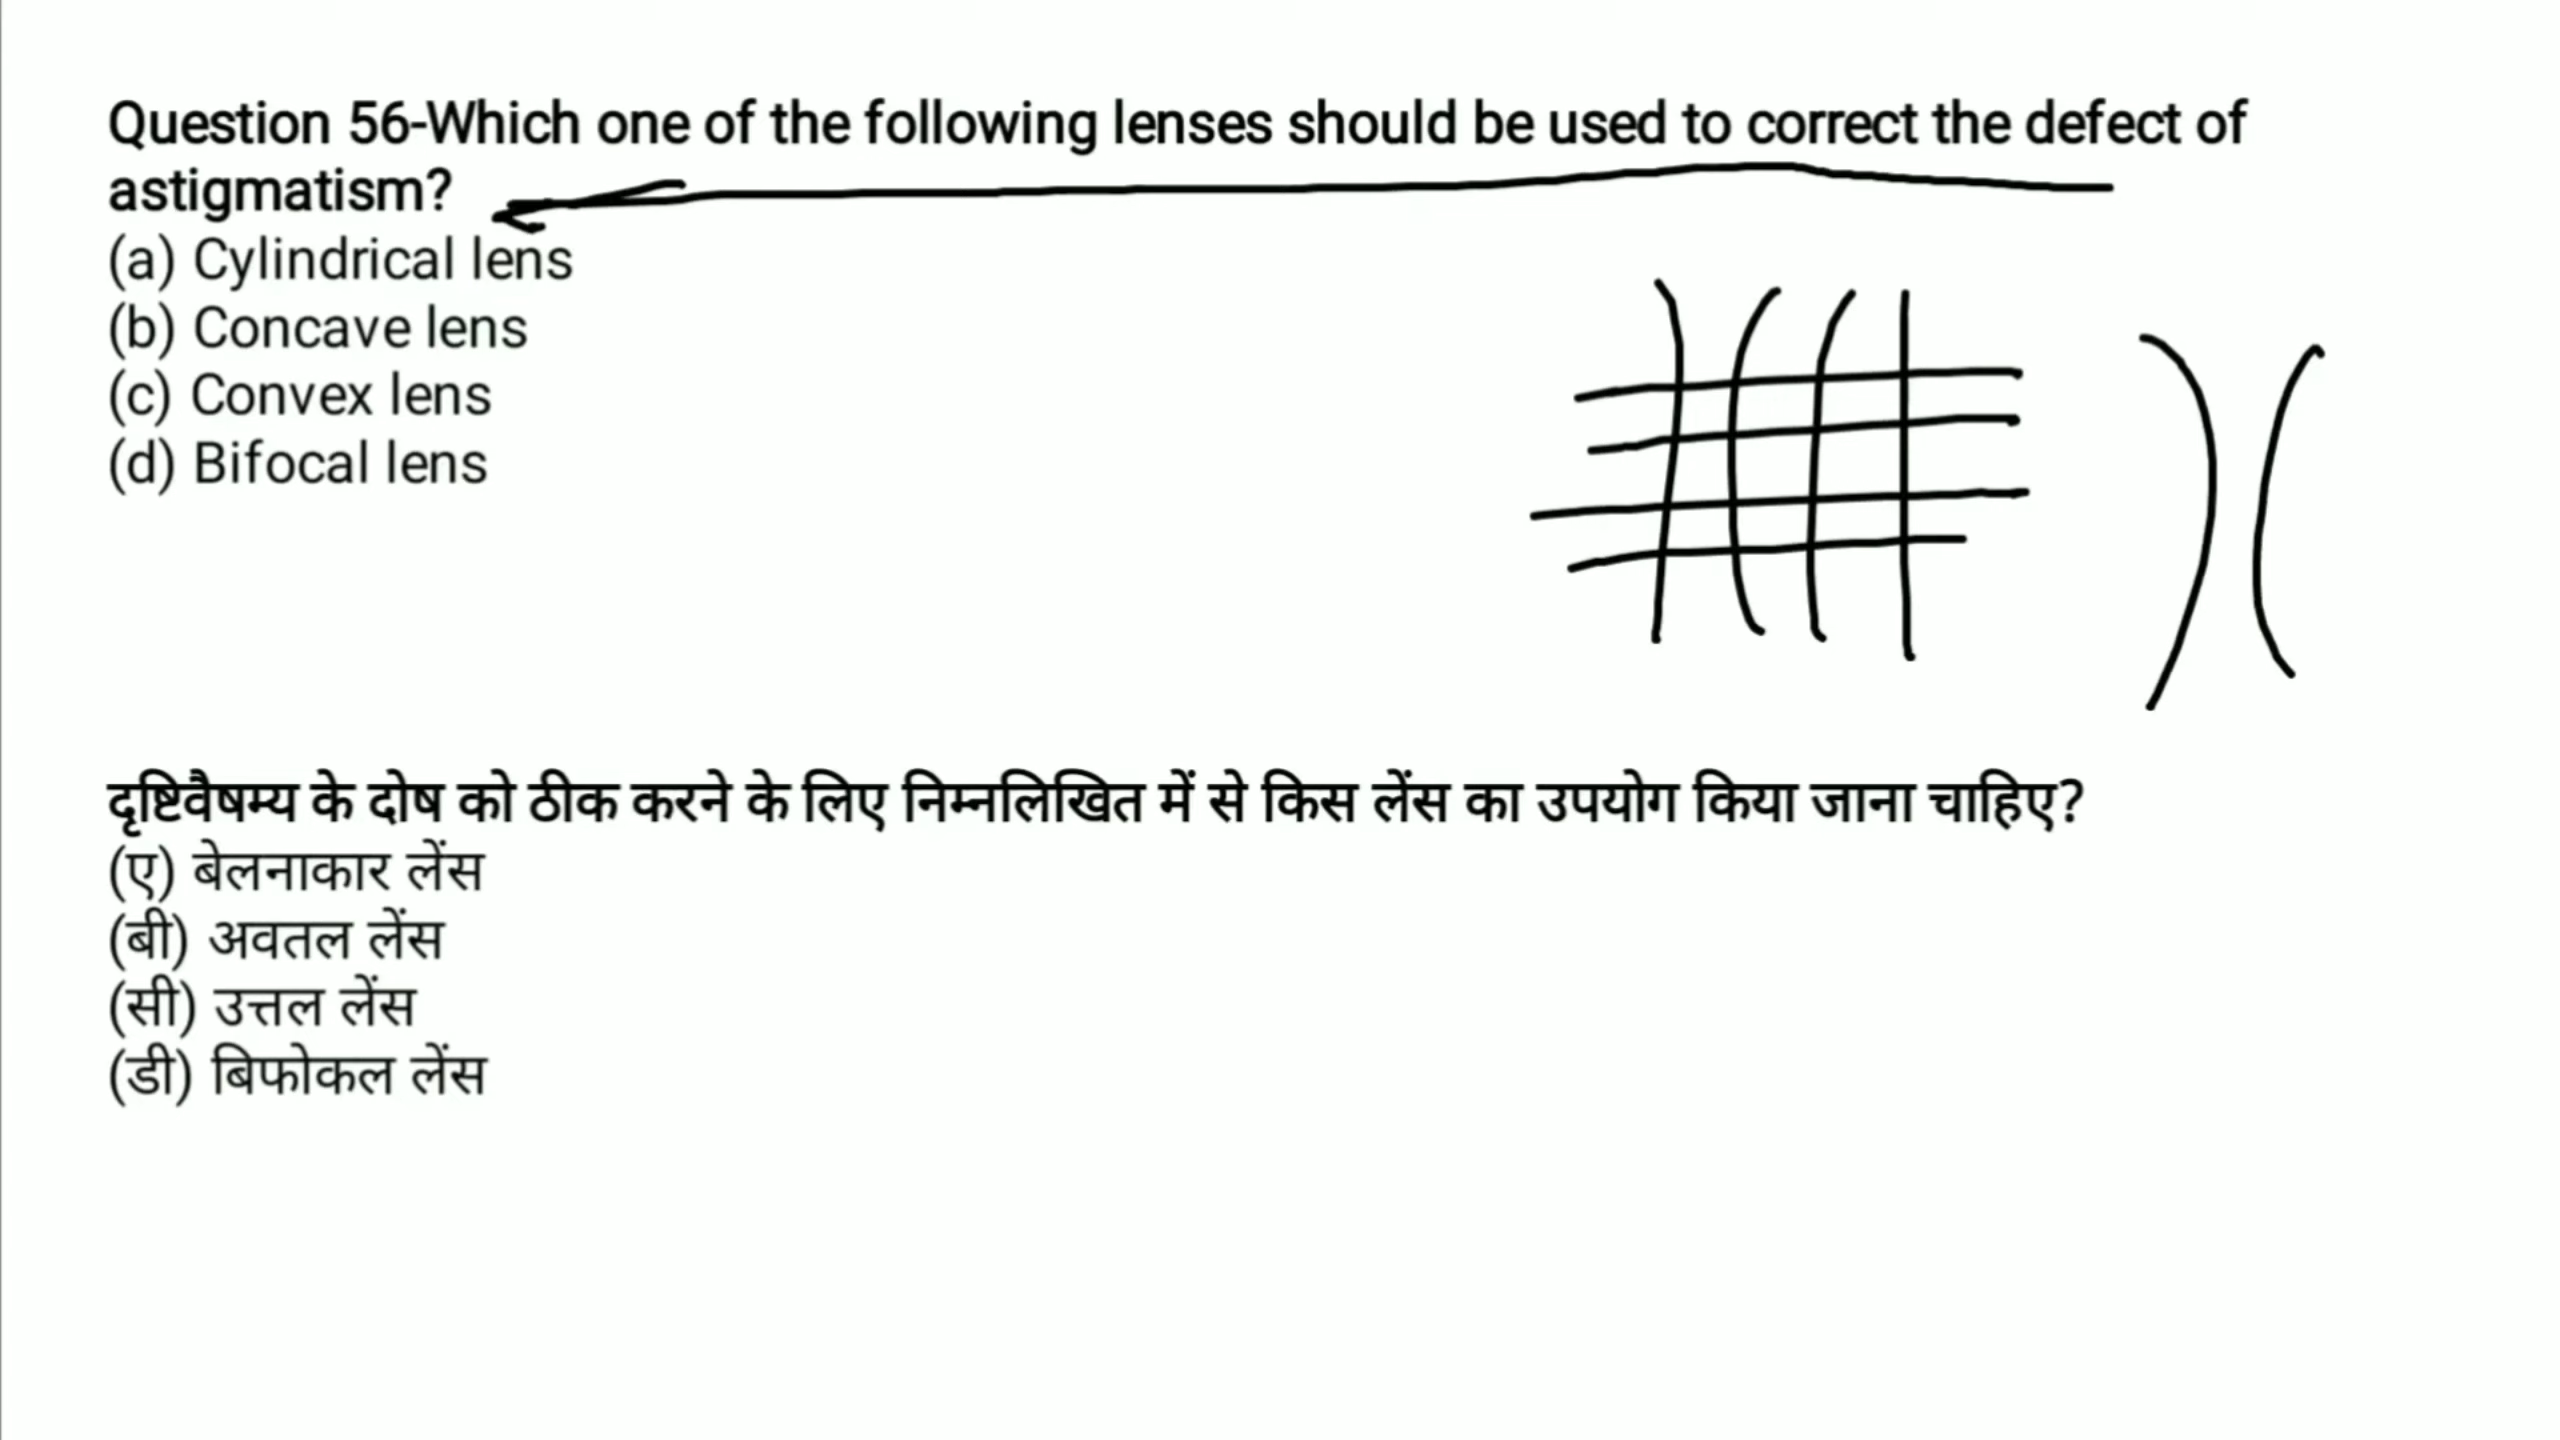 Question 56-Which one of the following lenses should be used to correct the defect of
astigmatism?
(a) Cylindrical lens
(b) Concave lens
(c) Convex lens
(d) Bifocal lens
दृष्टिवैषम्य के दोष को ठीक करने के लिए निम्नलिखित में से किस लेंस का उपयोग किया जाना चाहिए?
(ए) बेलनाकार लेंस
(बी) अवतल लेंस
(सी) उत्तल लेंस
(डी) बिफोकल लेंस